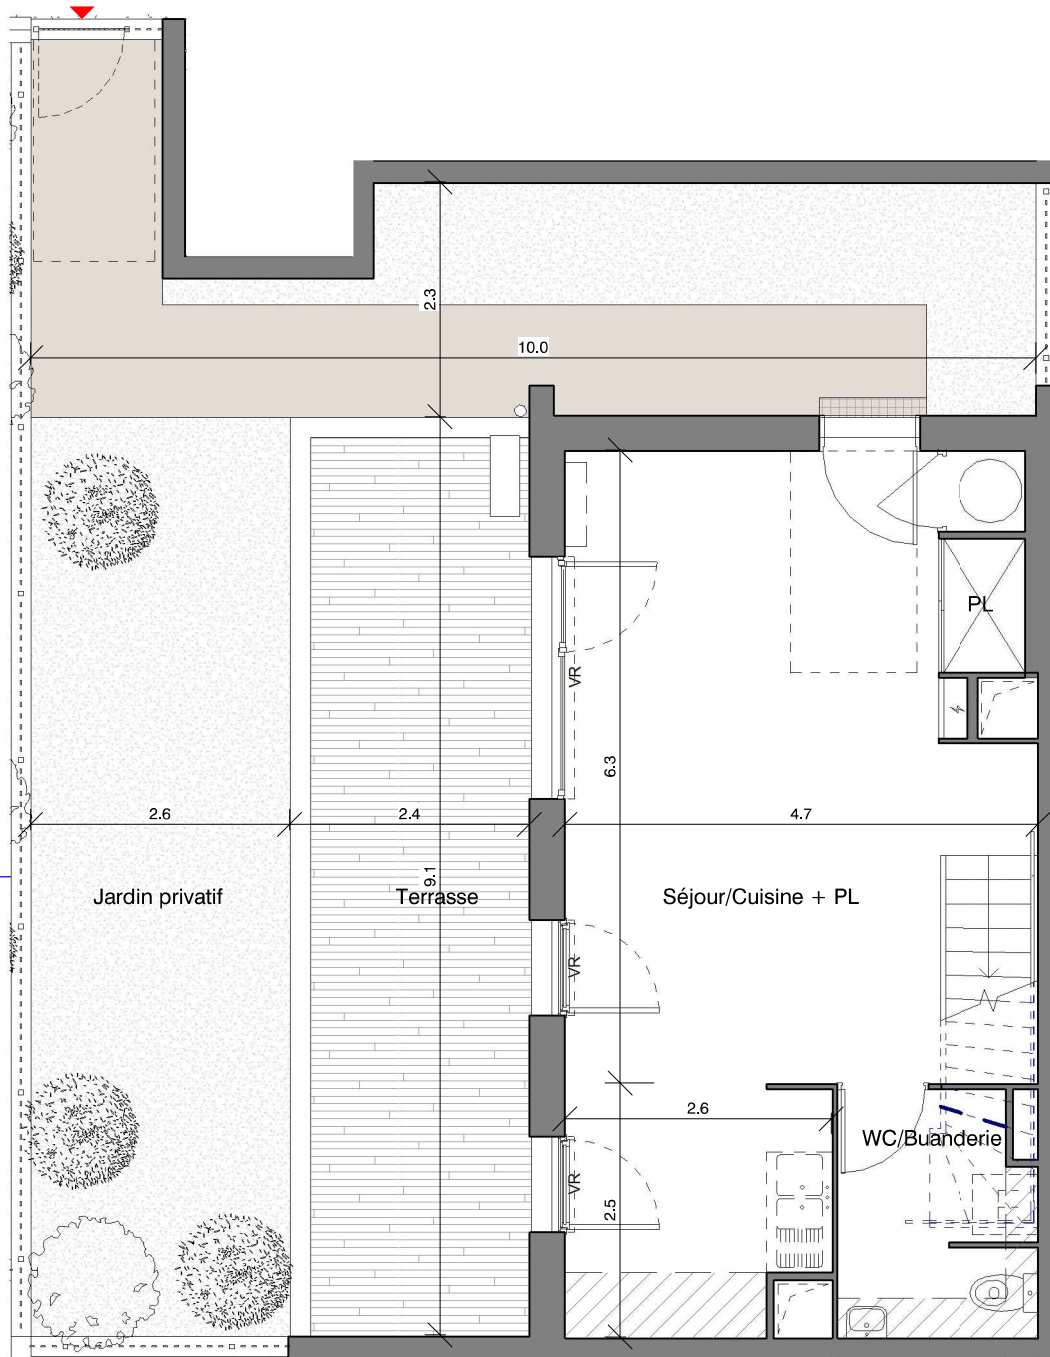 2.3
10.0
PL
VR
6.3
2.6
2.4
4.7
9.1
Jardin privatif
Terrasse
Séjour/Cuisine + PL
VR
2.6
WC/Buanderie
VR
2.5